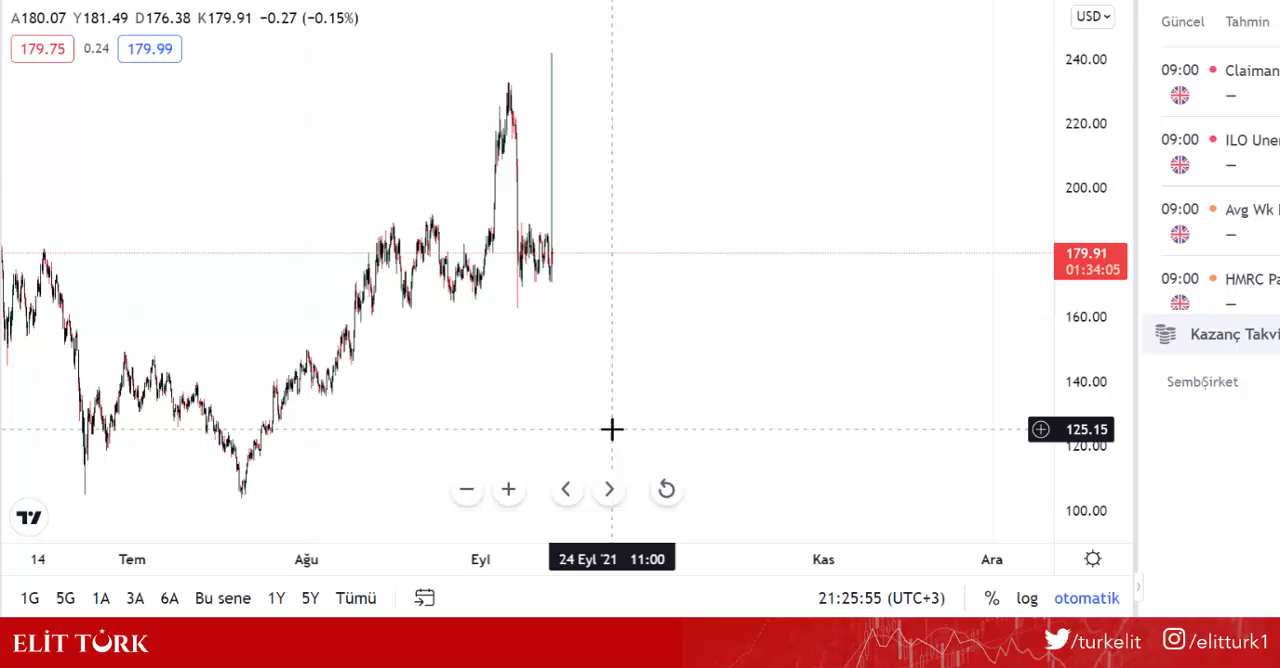 A180.07 Y181.49 D176.38 K179.91 −0.27 (−0.15%)
179.75 0.24 179.99
USD
240.00
220.00
200.00
179.91
01:34:05
160.00
140.00
125.15
120.00
100.00
14 Tem Ağu Eyl 24 Eyl '21 11:00 Kas Ara
1G 5G 1A 3A 6A Bu sene 1Y 5Y Tümü 21:25:55 (UTC+3) % log otomatik
Güncel Tahmin
09:00 Claiman
—
09:00 ILO Uner
—
09:00 Avg Wk
—
09:00 HMRC Pa
—
Kazanç Takvi
SembŞirket
ELİT TÜRK
/turkelit /elitturk1